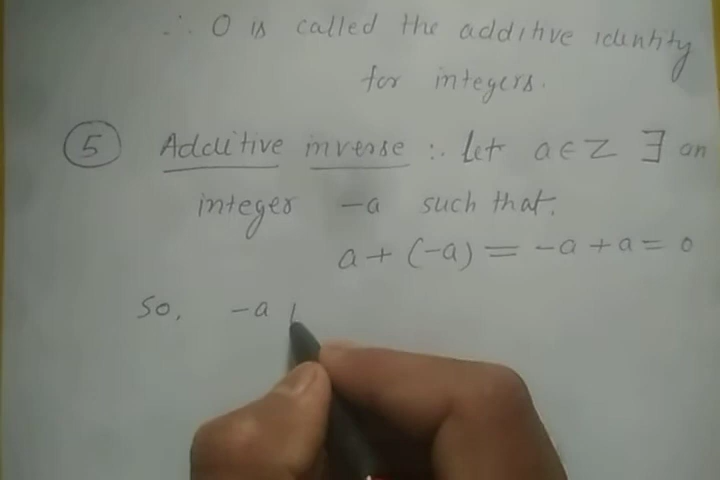 ∴ 0 is called the additive identity
for integers.
(5) Additive inverse :. Let a ∈ Z ∃ an
integer -a such that.
a + (-a) = -a + a = 0
So, -a